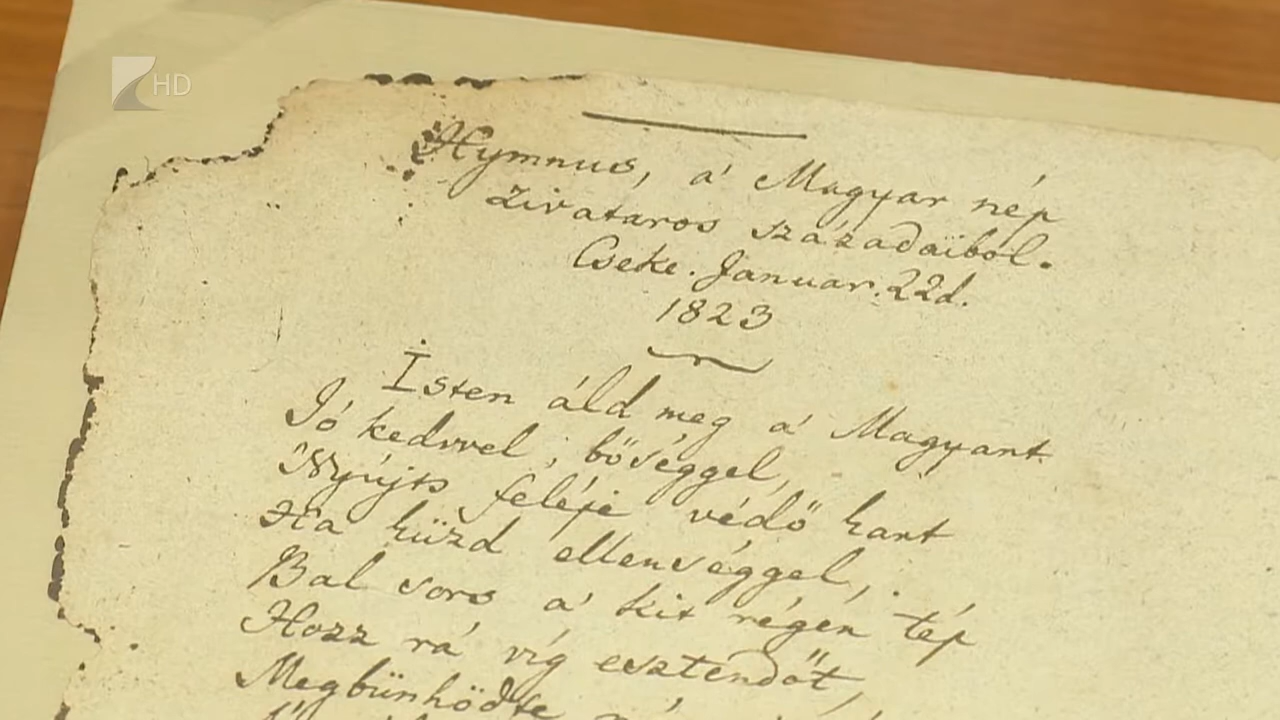 HD
Hymnus, a' Magyar nép
zivataros századaiból.
Cseke. Januar. 22d.
1823
Isten áld meg a' Magyart
Jó kedvvel, bőséggel,
Nyújts feléje védő kart
Ha küzd ellenséggel,
Bal sors a' kit régen tép
Hozz rá víg esztendőt,
Megbünhödte